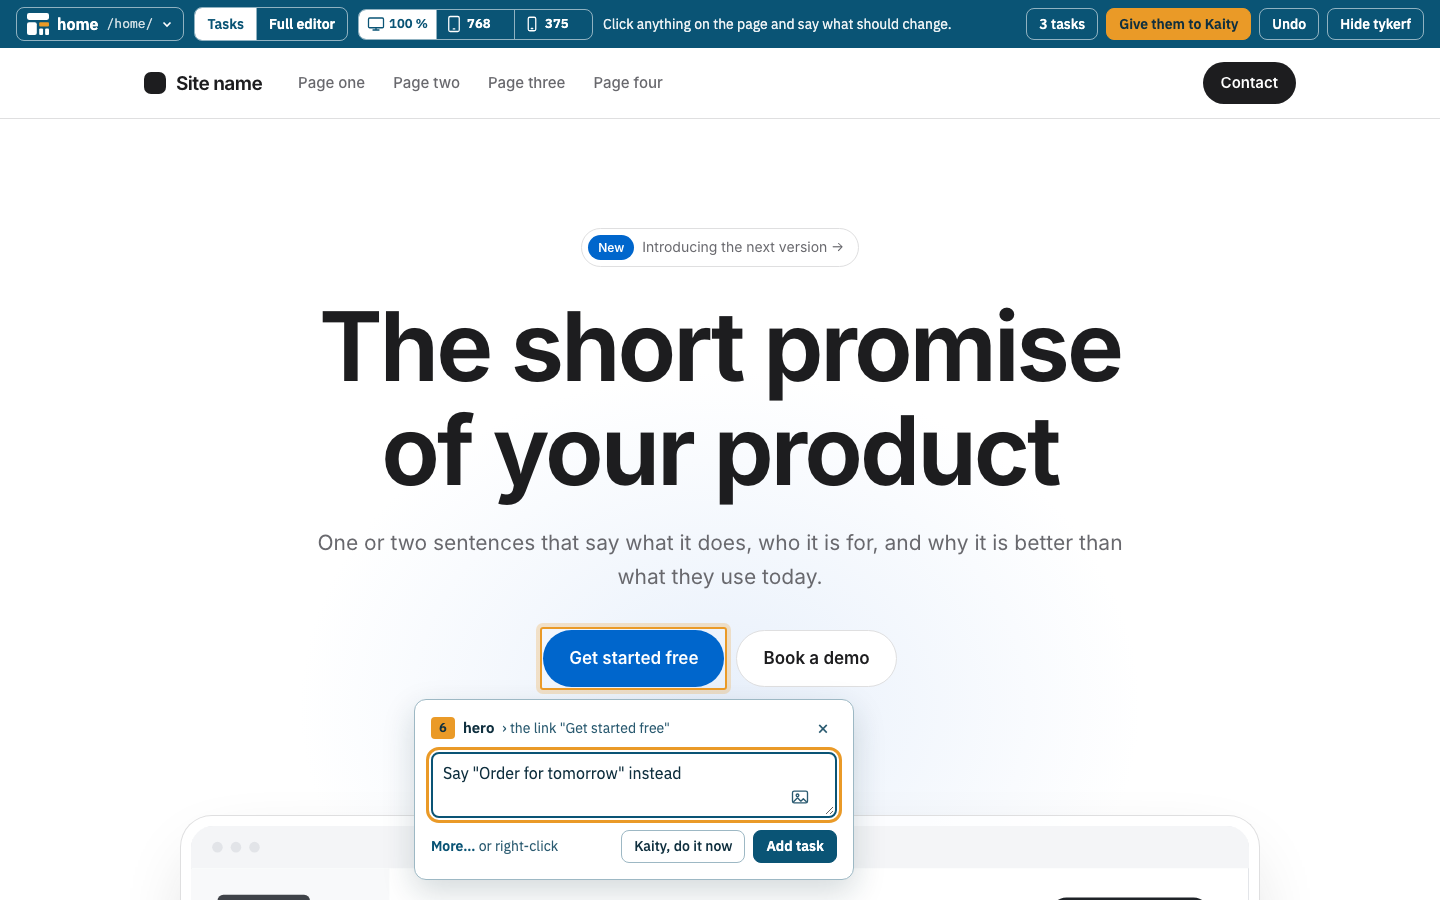 home /home/
Tasks
Full editor
100 %
768
375
Click anything on the page and say what should change.
3 tasks
Give them to Kaity
Undo
Hide tykerf
Site name
Page one
Page two
Page three
Page four
Contact
New Introducing the next version →
The short promise
of your product
One or two sentences that say what it does, who it is for, and why it is better than
what they use today.
Get started free
Book a demo
6 hero › the link "Get started free" ×
Say "Order for tomorrow" instead
More... or right-click
Kaity, do it now
Add task